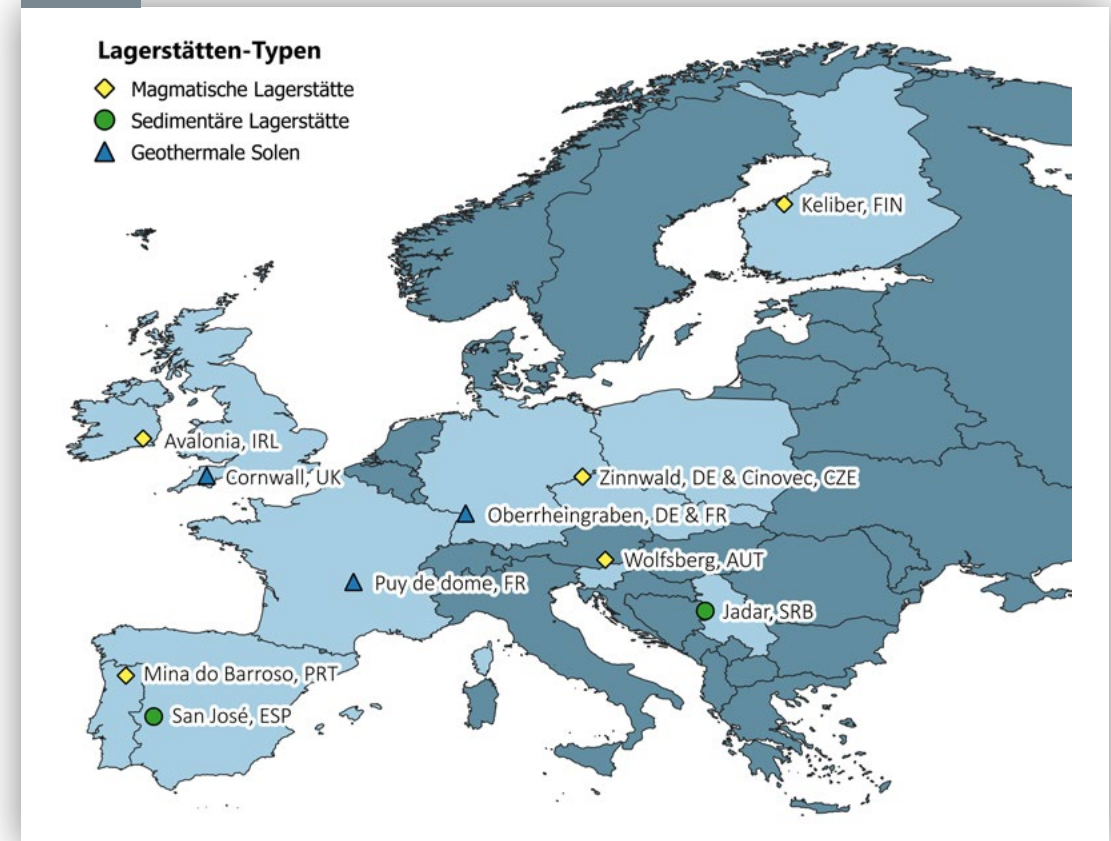 Lagerstätten-Typen
Magmatische Lagerstätte
Sedimentäre Lagerstätte
Geothermale Solen
Keliber, FIN
Avalonia, IRL
Cornwall, UK
Zinnwald, DE & Cinovec, CZE
Oberrheingraben, DE & FR
Wolfsberg, AUT
Puy de dome, FR
Jadar, SRB
Mina do Barroso, PRT
San José, ESP